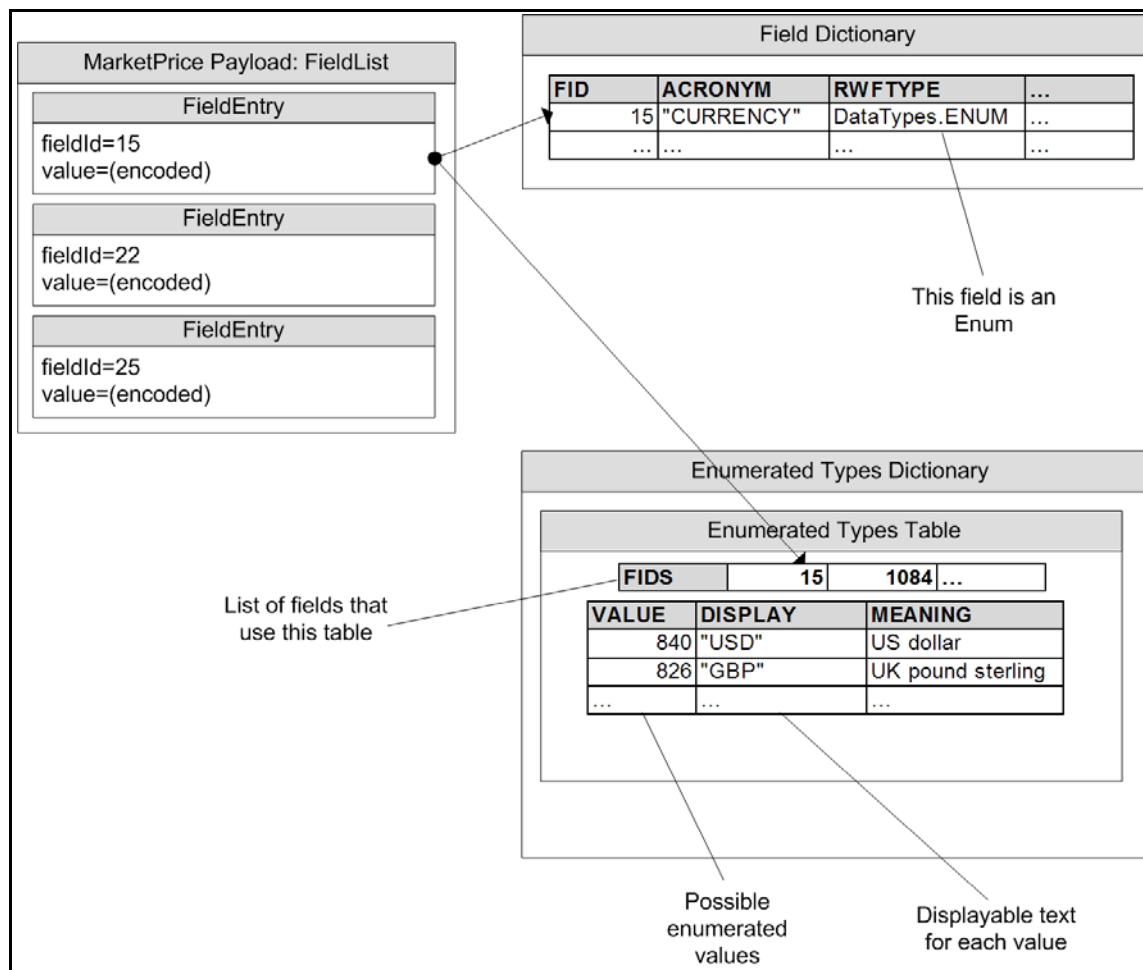 MarketPrice Payload: FieldList
FieldEntry
fieldId=15
value=(encoded)
FieldEntry
fieldId=22
value=(encoded)
FieldEntry
fieldId=25
value=(encoded)
Field Dictionary
FID ACRONYM RWFTYPE ...
15 "CURRENCY" DataTypes.ENUM ...
... ... ... ...
This field is an
Enum
Enumerated Types Dictionary
Enumerated Types Table
FIDS 15 1084 ...
List of fields that
use this table
VALUE DISPLAY MEANING
840 "USD" US dollar
826 "GBP" UK pound sterling
... ... ...
Possible
enumerated
values
Displayable text
for each value